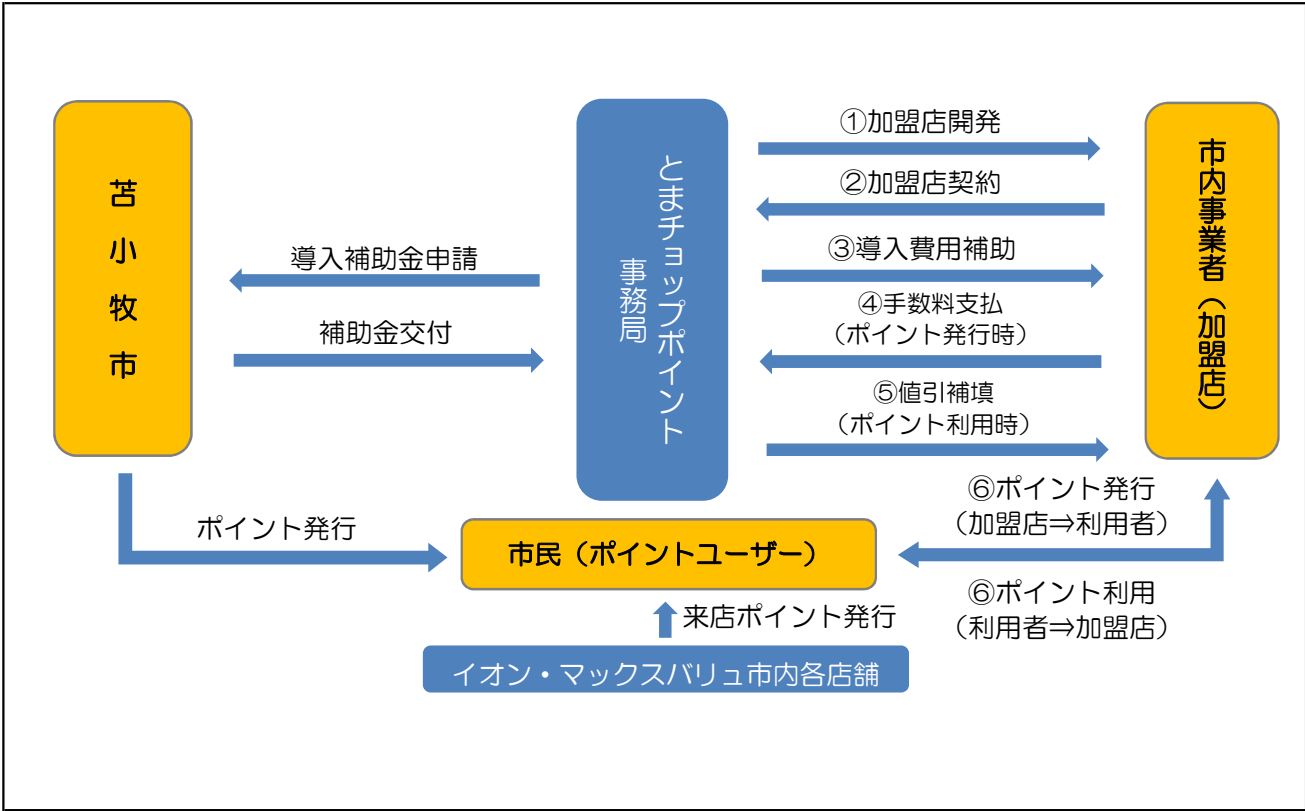 苫小牧市
導入補助金申請
補助金交付
とまチョップポイント
事務局
①加盟店開発
②加盟店契約
③導入費用補助
④手数料支払
（ポイント発行時）
⑤値引補填
（ポイント利用時）
市内事業者（加盟店）
ポイント発行
市民（ポイントユーザー）
⑥ポイント発行
（加盟店⇒利用者）
⑥ポイント利用
（利用者⇒加盟店）
来店ポイント発行
イオン・マックスバリュ市内各店舗